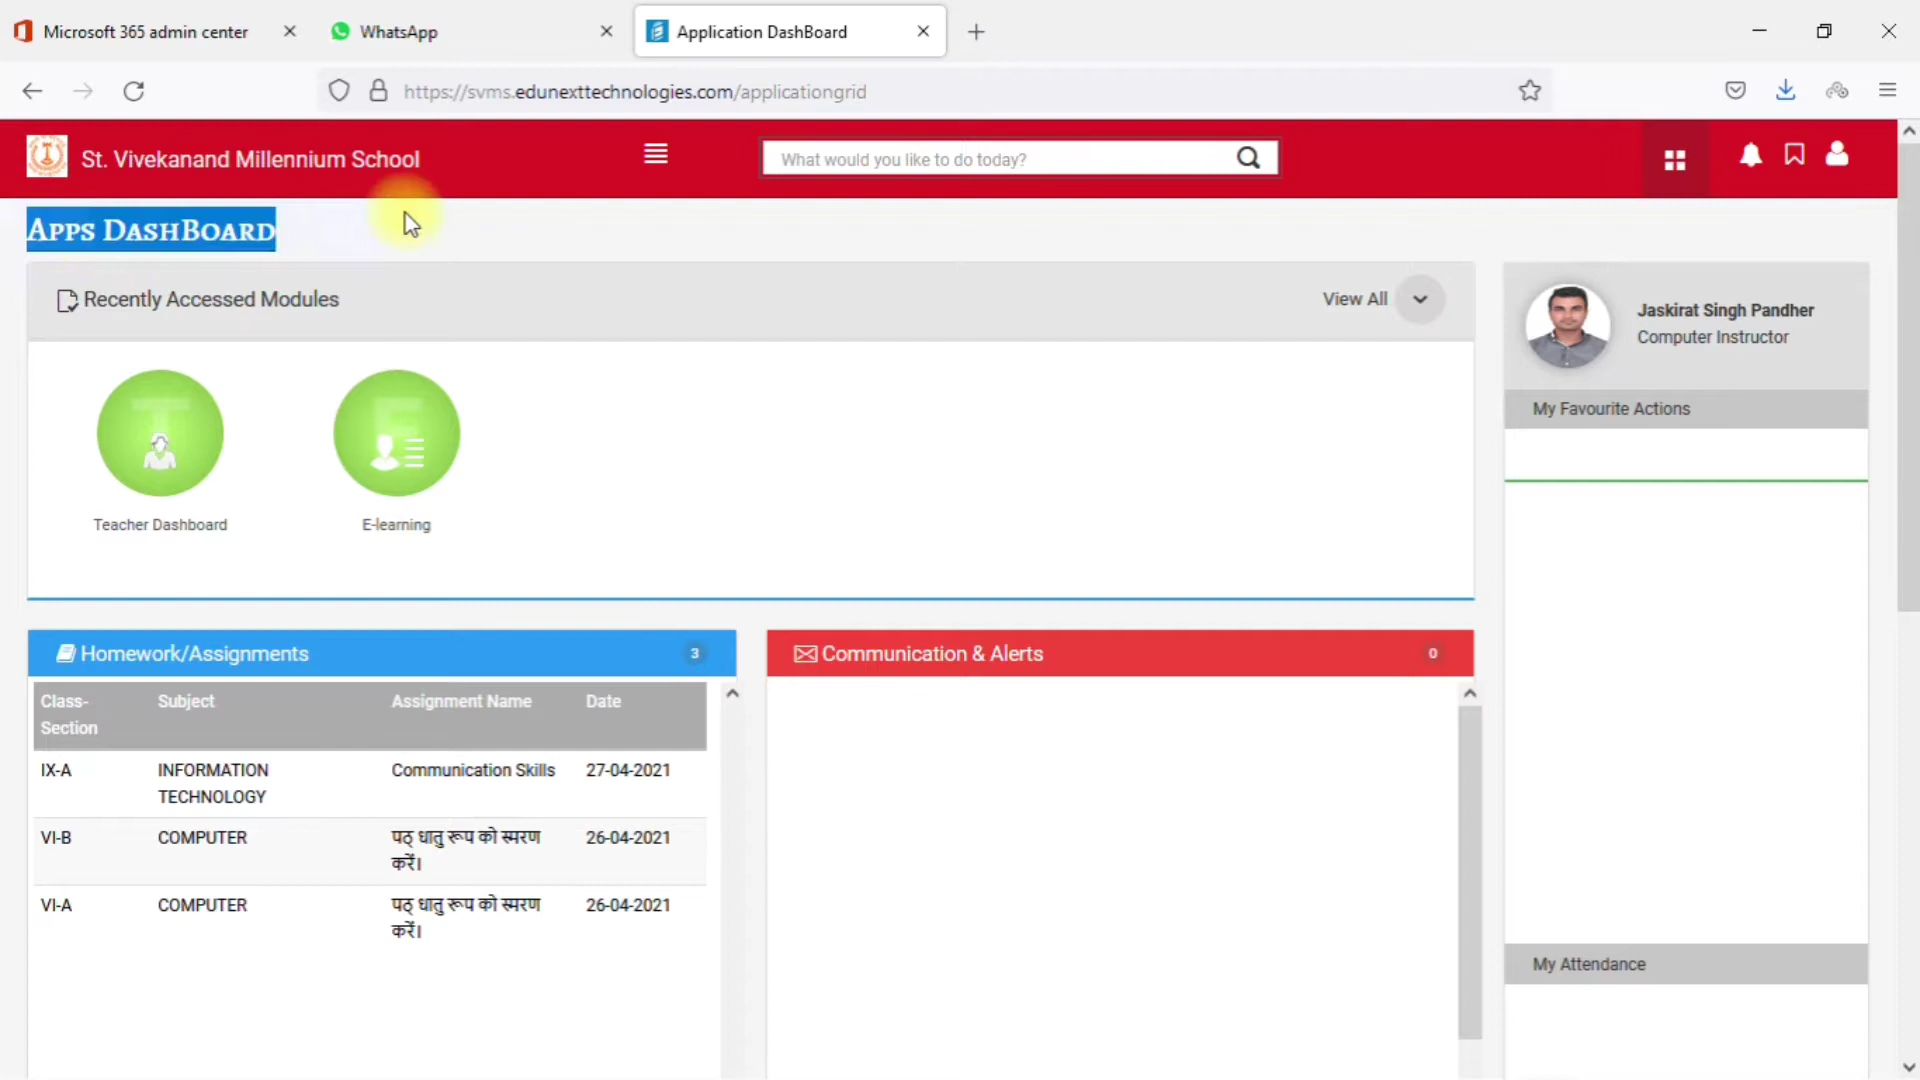 Microsoft 365 admin center
WhatsApp
Application DashBoard
https://svms.edunexttechnologies.com/applicationgrid
St. Vivekanand Millennium School
What would you like to do today?
Apps DashBoard
Recently Accessed Modules
View All
Jaskirat Singh Pandher
Computer Instructor
My Favourite Actions
Teacher Dashboard
E-learning
Homework/Assignments 3
Communication & Alerts 0
Class-
Section
Subject
Assignment Name
Date
IX-A
INFORMATION
TECHNOLOGY
Communication Skills
27-04-2021
VI-B
COMPUTER
पठ् धातु रूप को स्मरण
करें।
26-04-2021
VI-A
COMPUTER
पठ् धातु रूप को स्मरण
करें।
26-04-2021
My Attendance